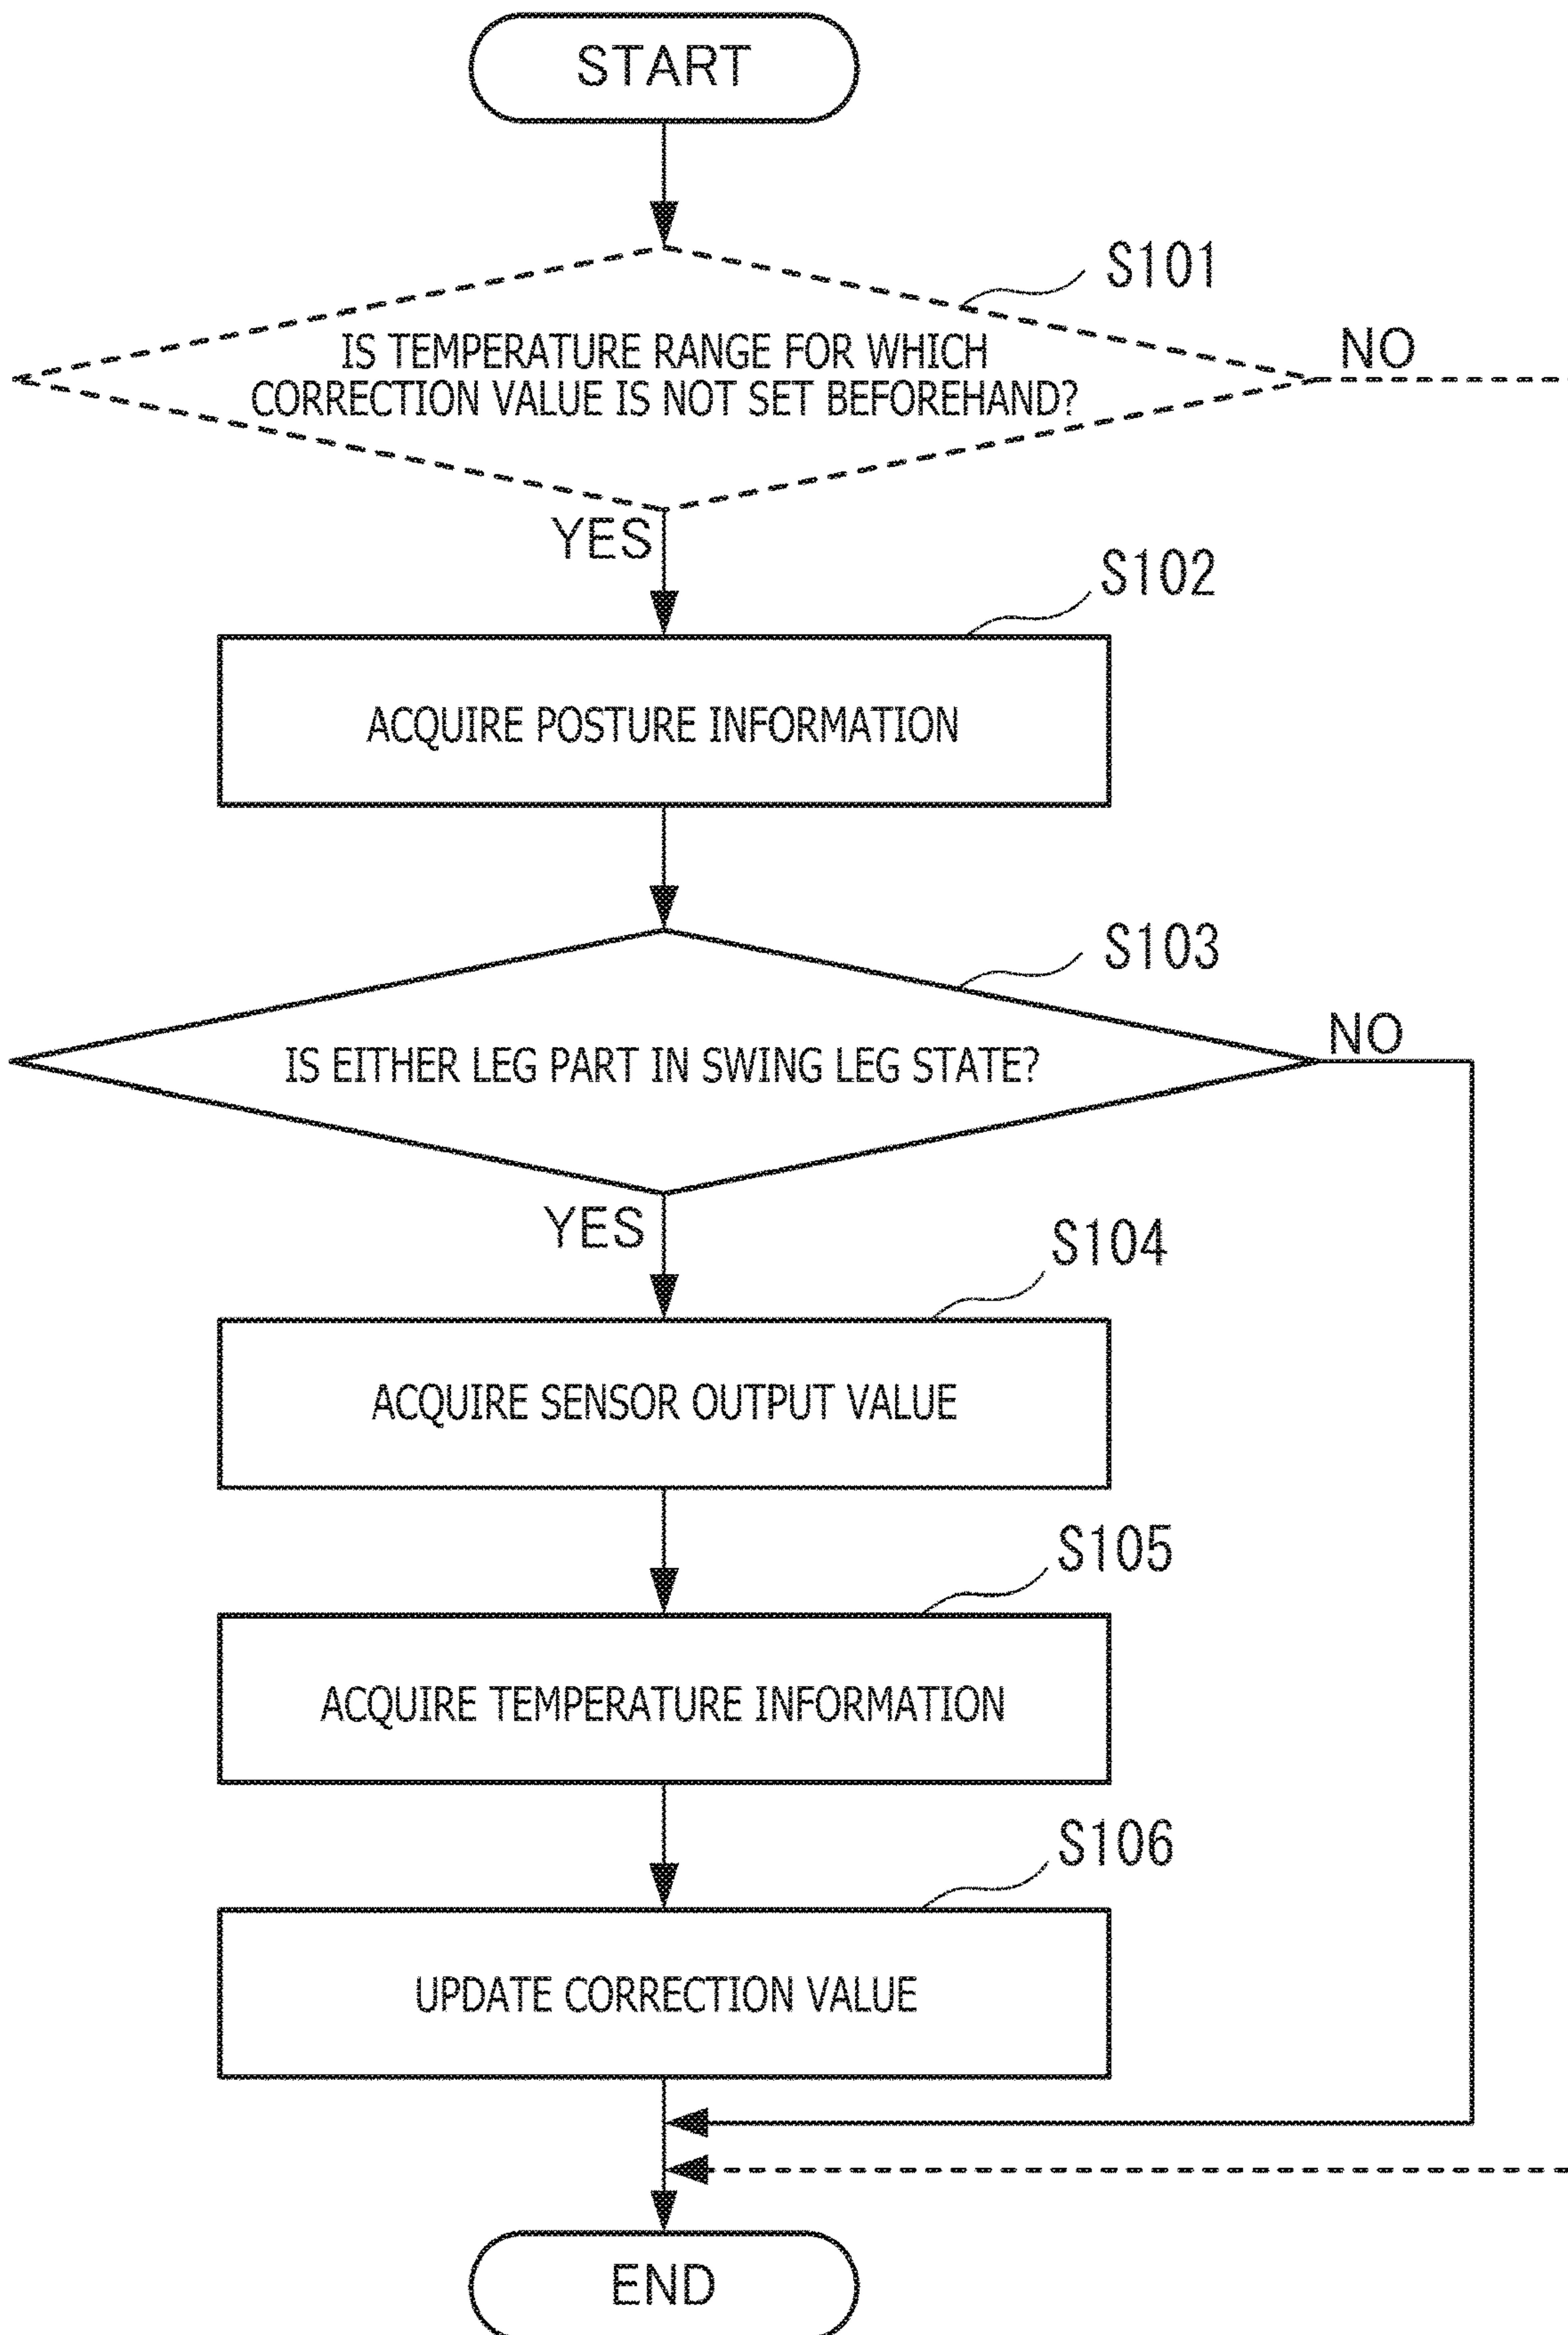 START
S101
IS TEMPERATURE RANGE FOR WHICH
CORRECTION VALUE IS NOT SET BEFOREHAND?
NO
YES
S102
ACQUIRE POSTURE INFORMATION
S103
IS EITHER LEG PART IN SWING LEG STATE?
NO
YES
S104
ACQUIRE SENSOR OUTPUT VALUE
S105
ACQUIRE TEMPERATURE INFORMATION
S106
UPDATE CORRECTION VALUE
END